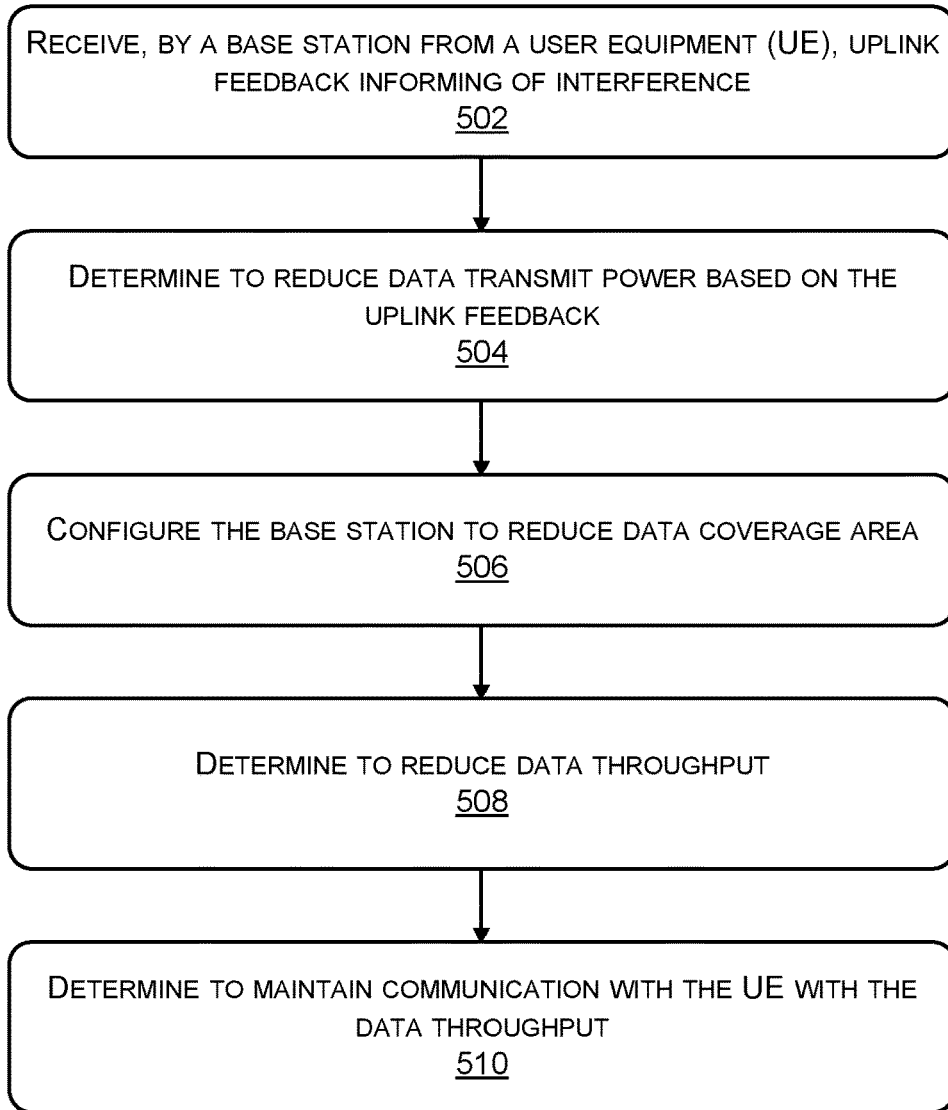 RECEIVE, BY A BASE STATION FROM A USER EQUIPMENT (UE), UPLINK
FEEDBACK INFORMING OF INTERFERENCE
502
DETERMINE TO REDUCE DATA TRANSMIT POWER BASED ON THE
UPLINK FEEDBACK
504
CONFIGURE THE BASE STATION TO REDUCE DATA COVERAGE AREA
506
DETERMINE TO REDUCE DATA THROUGHPUT
508
DETERMINE TO MAINTAIN COMMUNICATION WITH THE UE WITH THE
DATA THROUGHPUT
510